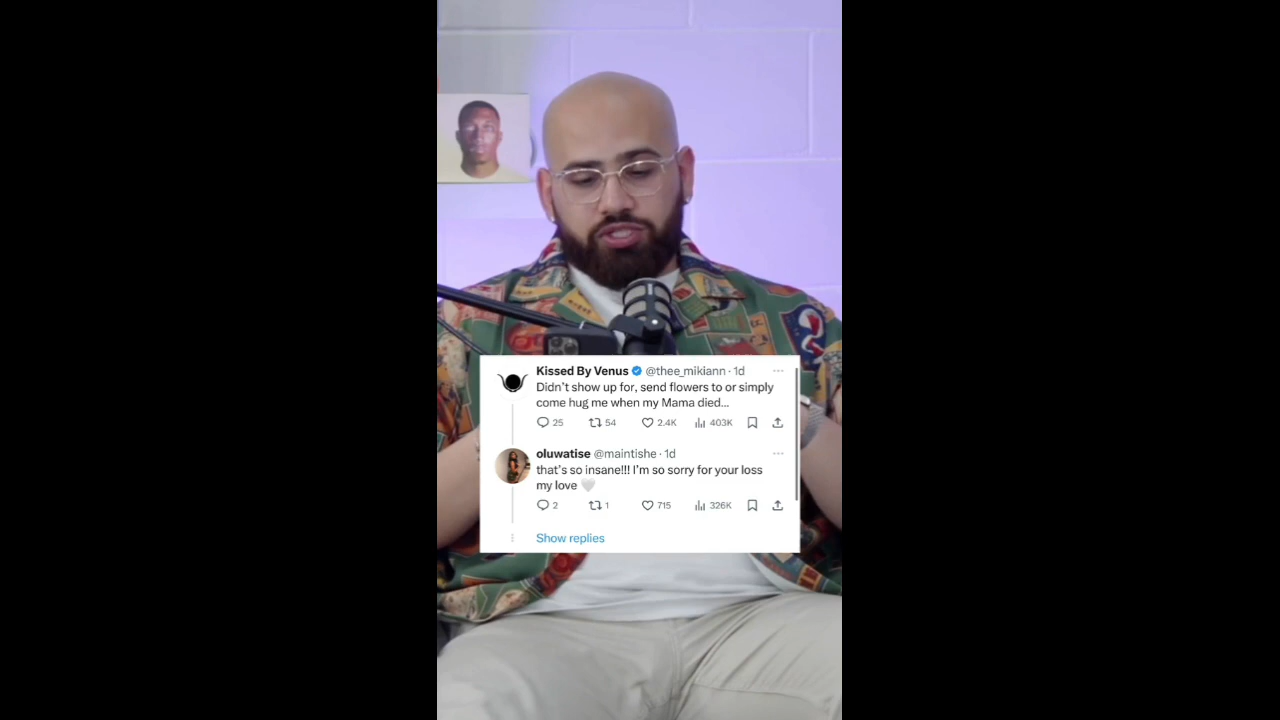 Kissed By Venus @thee_mikiann · 1d
Didn't show up for, send flowers to or simply
come hug me when my Mama died...
25 54 2.4K 403K
oluwatise @maintishe · 1d
that's so insane!!! I'm so sorry for your loss
my love 🤍
2 1 715 326K
Show replies